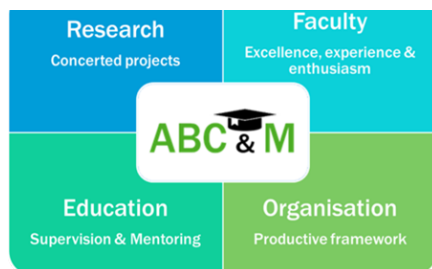 Research
Concerted projects
Faculty
Excellence, experience &
enthusiasm
ABC & M
Education
Supervision & Mentoring
Organisation
Productive framework